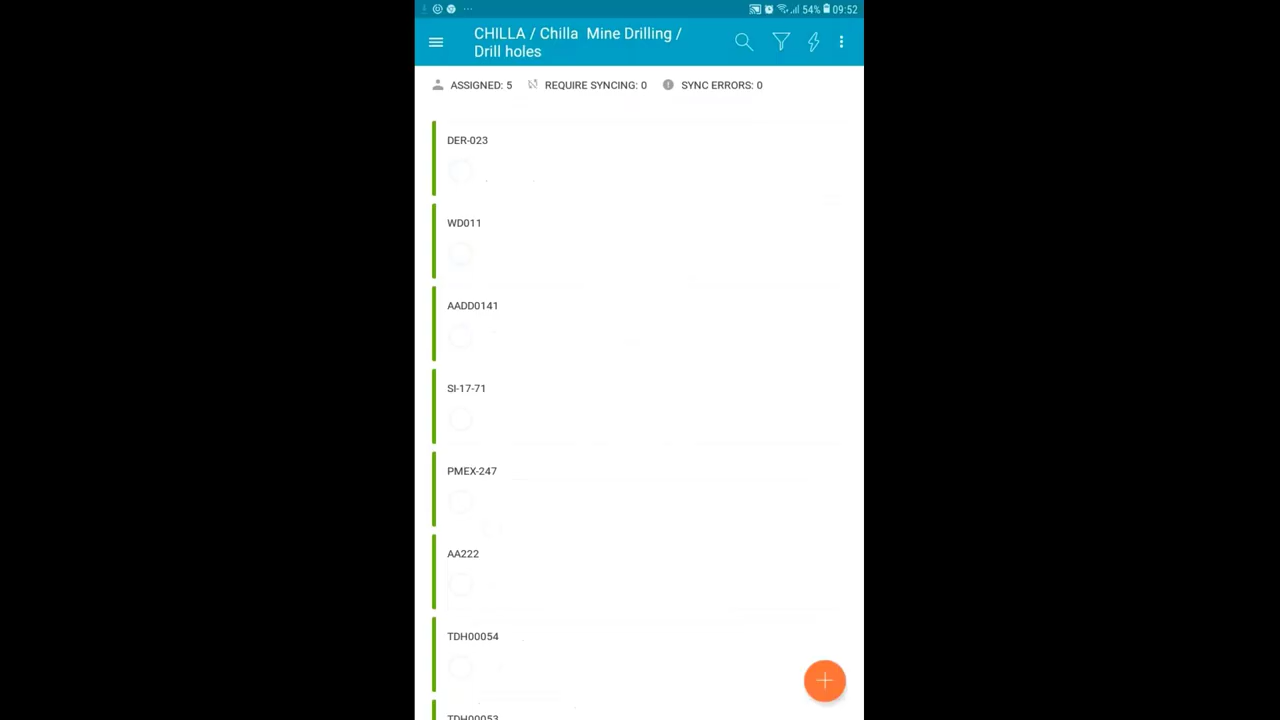 54% 09:52
CHILLA / Chilla Mine Drilling /
Drill holes
ASSIGNED: 5 REQUIRE SYNCING: 0 SYNC ERRORS: 0
DER-023
WD011
AADD0141
SI-17-71
PMEX-247
AA222
TDH00054
TDH00053